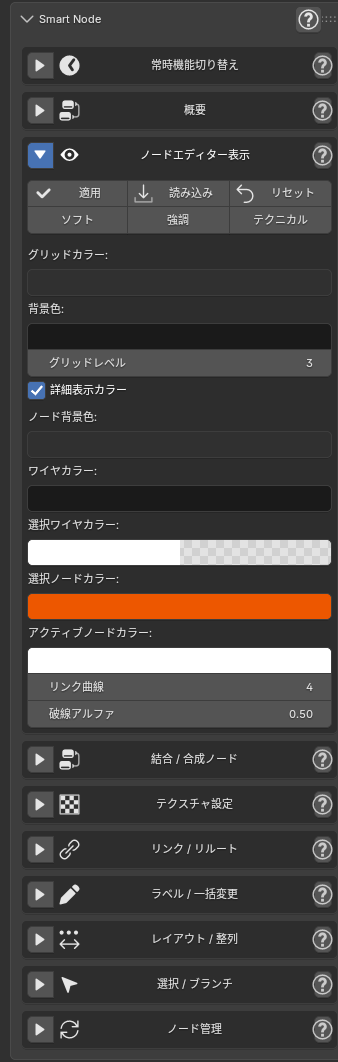 Smart Node
常時機能切り替え
概要
ノードエディター表示
適用 読み込み リセット
ソフト 強調 テクニカル
グリッドカラー:
背景色:
グリッドレベル 3
詳細表示カラー
ノード背景色:
ワイヤカラー:
選択ワイヤカラー:
選択ノードカラー:
アクティブノードカラー:
リンク曲線 4
破線アルファ 0.50
結合 / 合成ノード
テクスチャ設定
リンク / リルート
ラベル / 一括変更
レイアウト / 整列
選択 / ブランチ
ノード管理